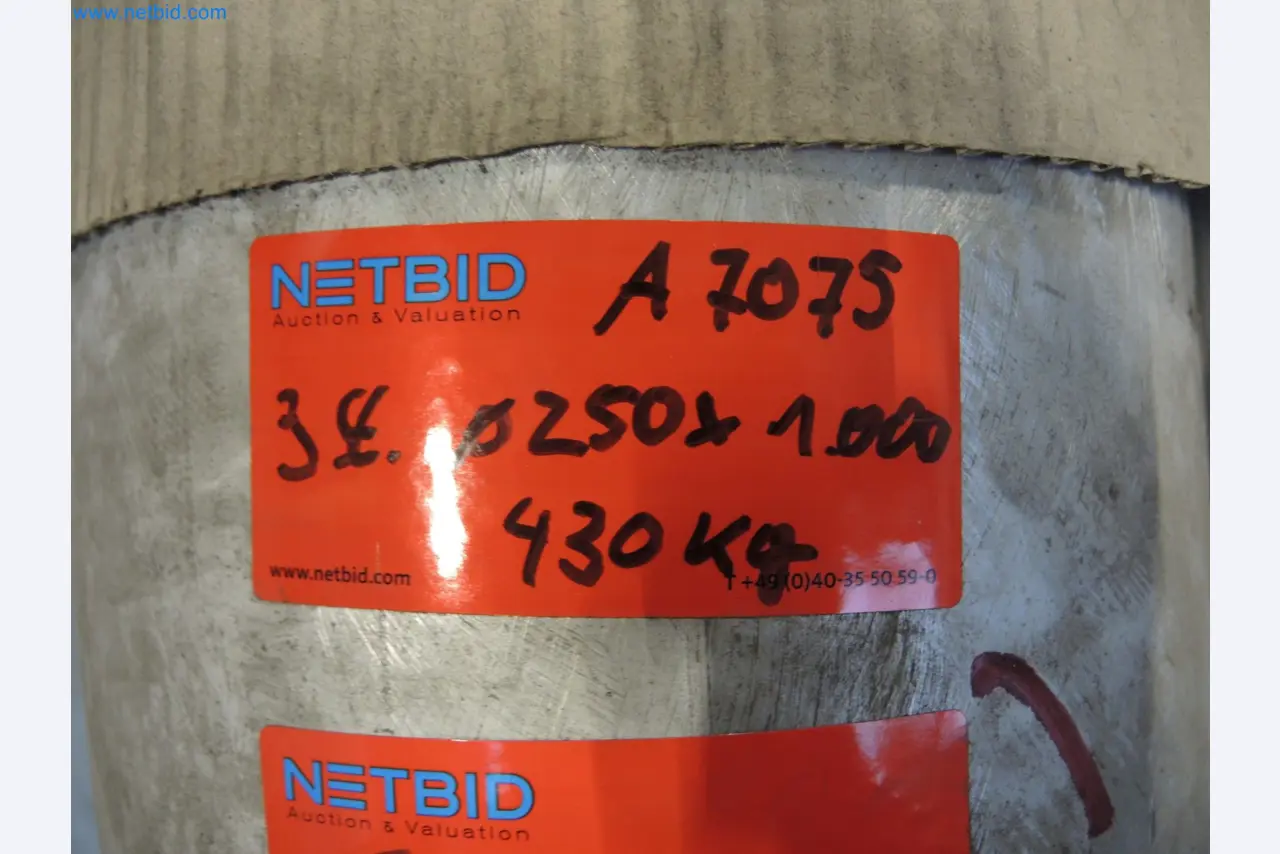 www.netbid.com
NETBID
Auction & Valuation
A 7075
3 St. ø 250 x 1.000
430 Kg
www.netbid.com
T +49 (0)40-35 50 59-0
NETBID
Auction & Valuation